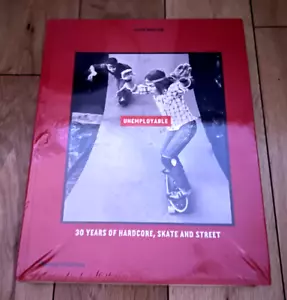 UNEMPLOYABLE
30 YEARS OF HARDCORE, SKATE AND STREET